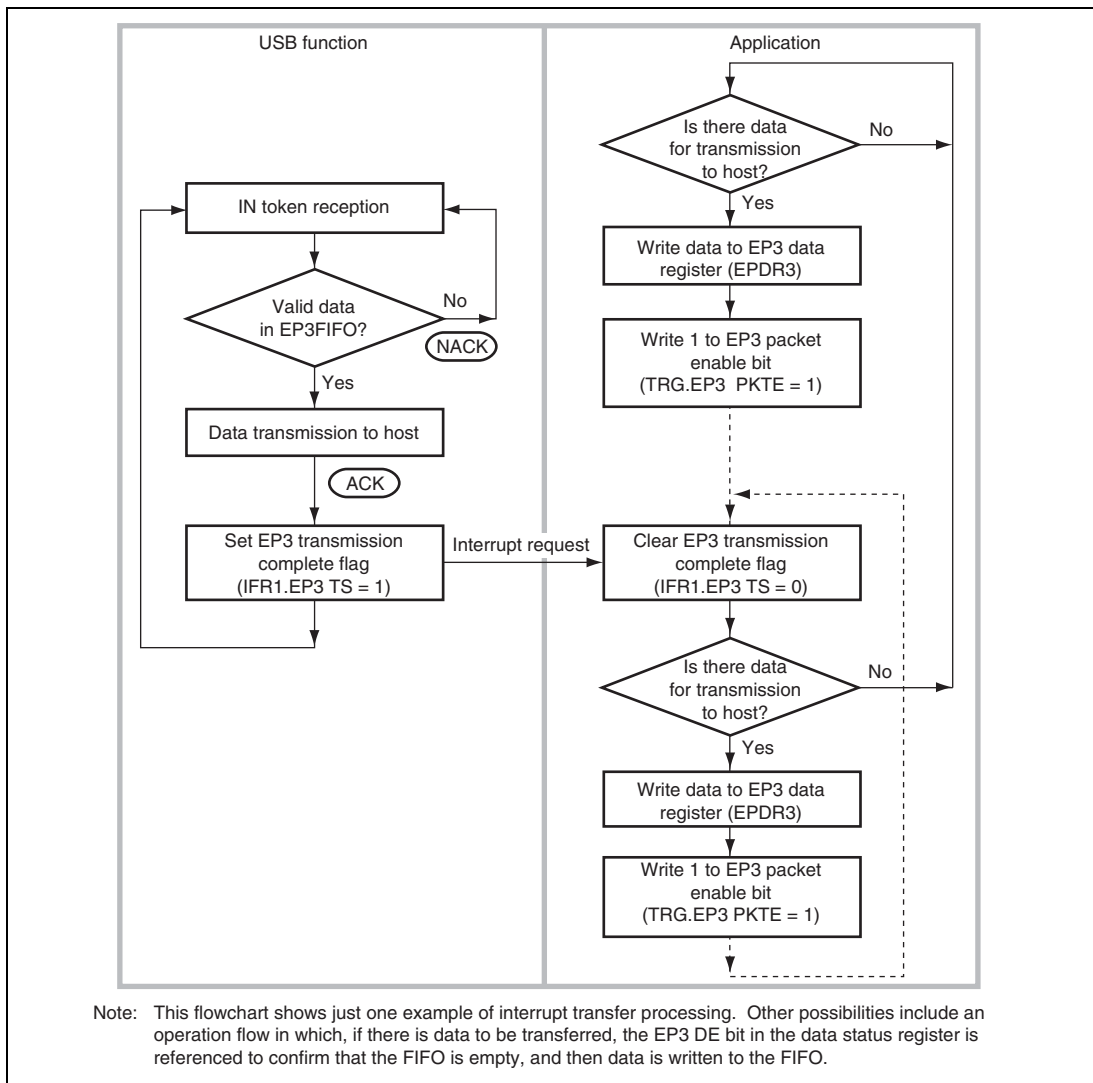 USB function
Application
Is there data
for transmission
to host?
No
Yes
IN token reception
Write data to EP3 data
register (EPDR3)
Valid data
in EP3FIFO?
No
NACK
Write 1 to EP3 packet
enable bit
(TRG.EP3 PKTE = 1)
Yes
Data transmission to host
ACK
Set EP3 transmission
complete flag
(IFR1.EP3 TS = 1)
Interrupt request
Clear EP3 transmission
complete flag
(IFR1.EP3 TS = 0)
Is there data
for transmission
to host?
No
Yes
Write data to EP3 data
register (EPDR3)
Write 1 to EP3 packet
enable bit
(TRG.EP3 PKTE = 1)
Note: This flowchart shows just one example of interrupt transfer processing. Other possibilities include an
operation flow in which, if there is data to be transferred, the EP3 DE bit in the data status register is
referenced to confirm that the FIFO is empty, and then data is written to the FIFO.